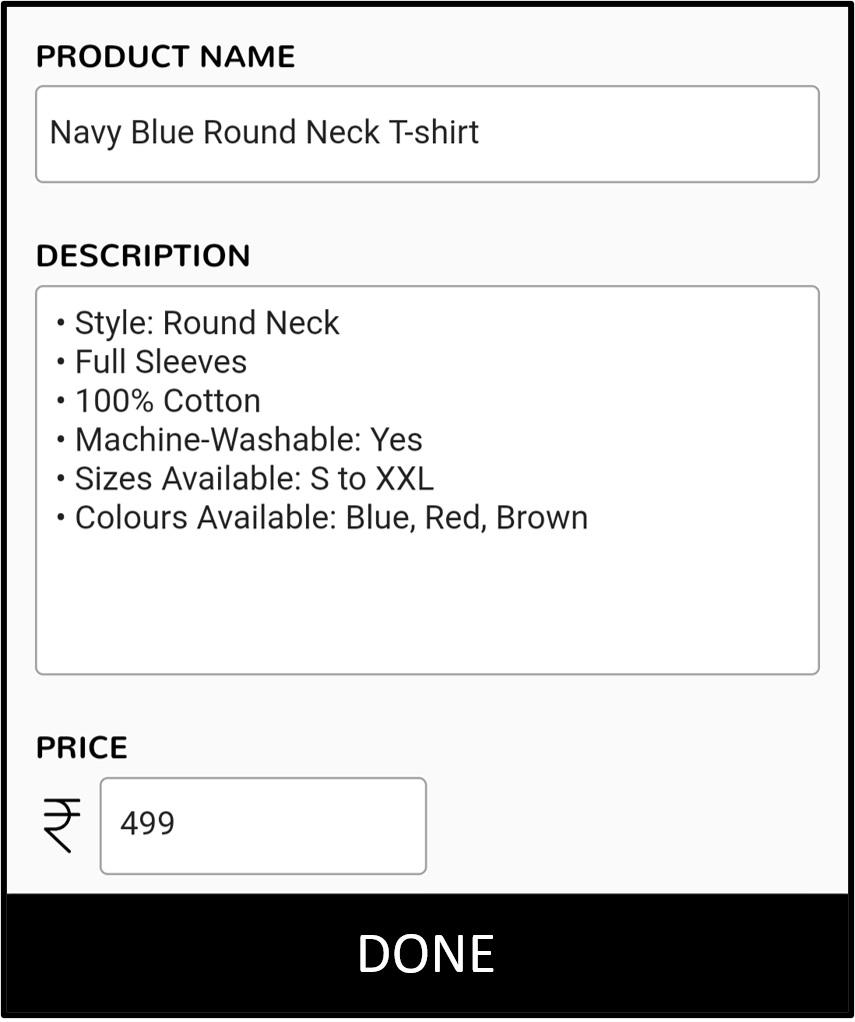 PRODUCT NAME
Navy Blue Round Neck T-shirt
DESCRIPTION
• Style: Round Neck
• Full Sleeves
• 100% Cotton
• Machine-Washable: Yes
• Sizes Available: S to XXL
• Colours Available: Blue, Red, Brown
PRICE
₹ 499
DONE